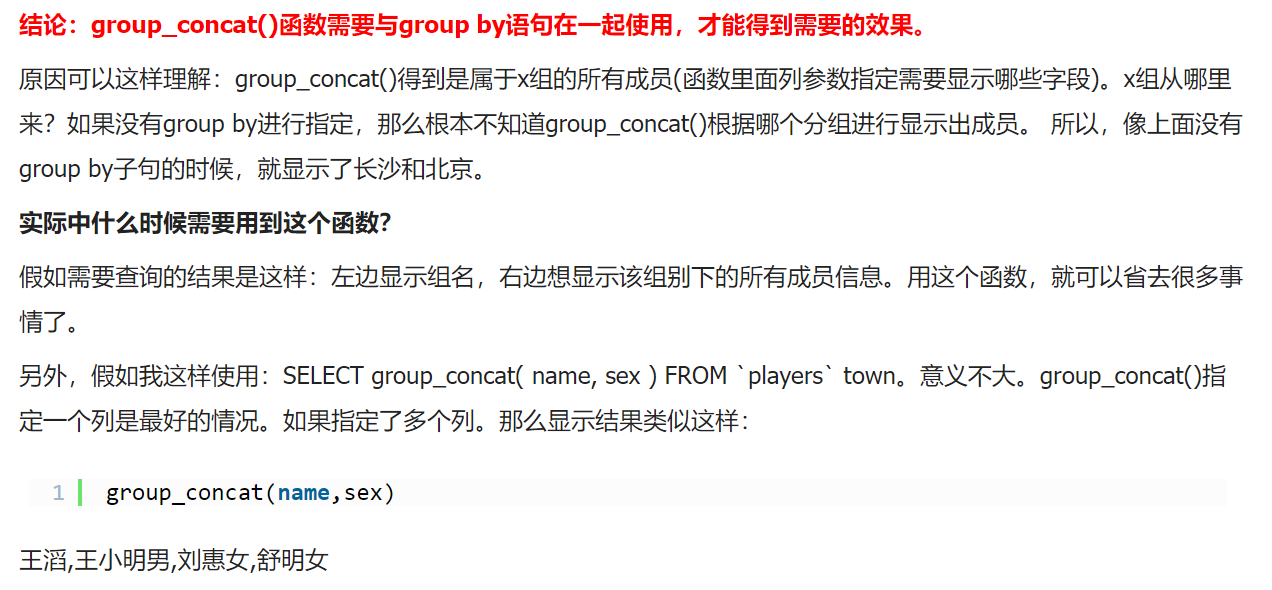 结论：group_concat()函数需要与group by语句在一起使用，才能得到需要的效果。
原因可以这样理解：group_concat()得到是属于x组的所有成员(函数里面列参数指定需要显示哪些字段)。x组从哪里
来？如果没有group by进行指定，那么根本不知道group_concat()根据哪个分组进行显示出成员。 所以，像上面没有
group by子句的时候，就显示了长沙和北京。
实际中什么时候需要用到这个函数？
假如需要查询的结果是这样：左边显示组名，右边想显示该组别下的所有成员信息。用这个函数，就可以省去很多事
情了。
另外，假如我这样使用：SELECT group_concat( name, sex ) FROM `players` town。意义不大。group_concat()指
定一个列是最好的情况。如果指定了多个列。那么显示结果类似这样：
1 group_concat(name,sex)
王滔,王小明男,刘惠女,舒明女